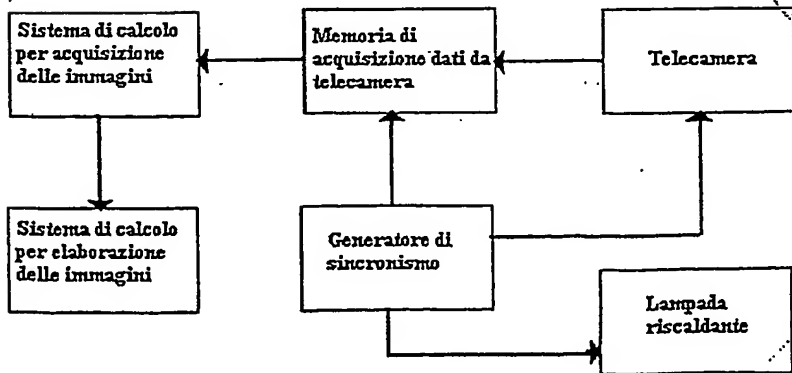 Sistema di calcolo
per acquisizione
delle immagini
Memoria di
acquisizione dati da
telecamera
Telecamera
Sistema di calcolo
per elaborazione
delle immagini
Generatore di
sincronismo
Lampada
riscaldante